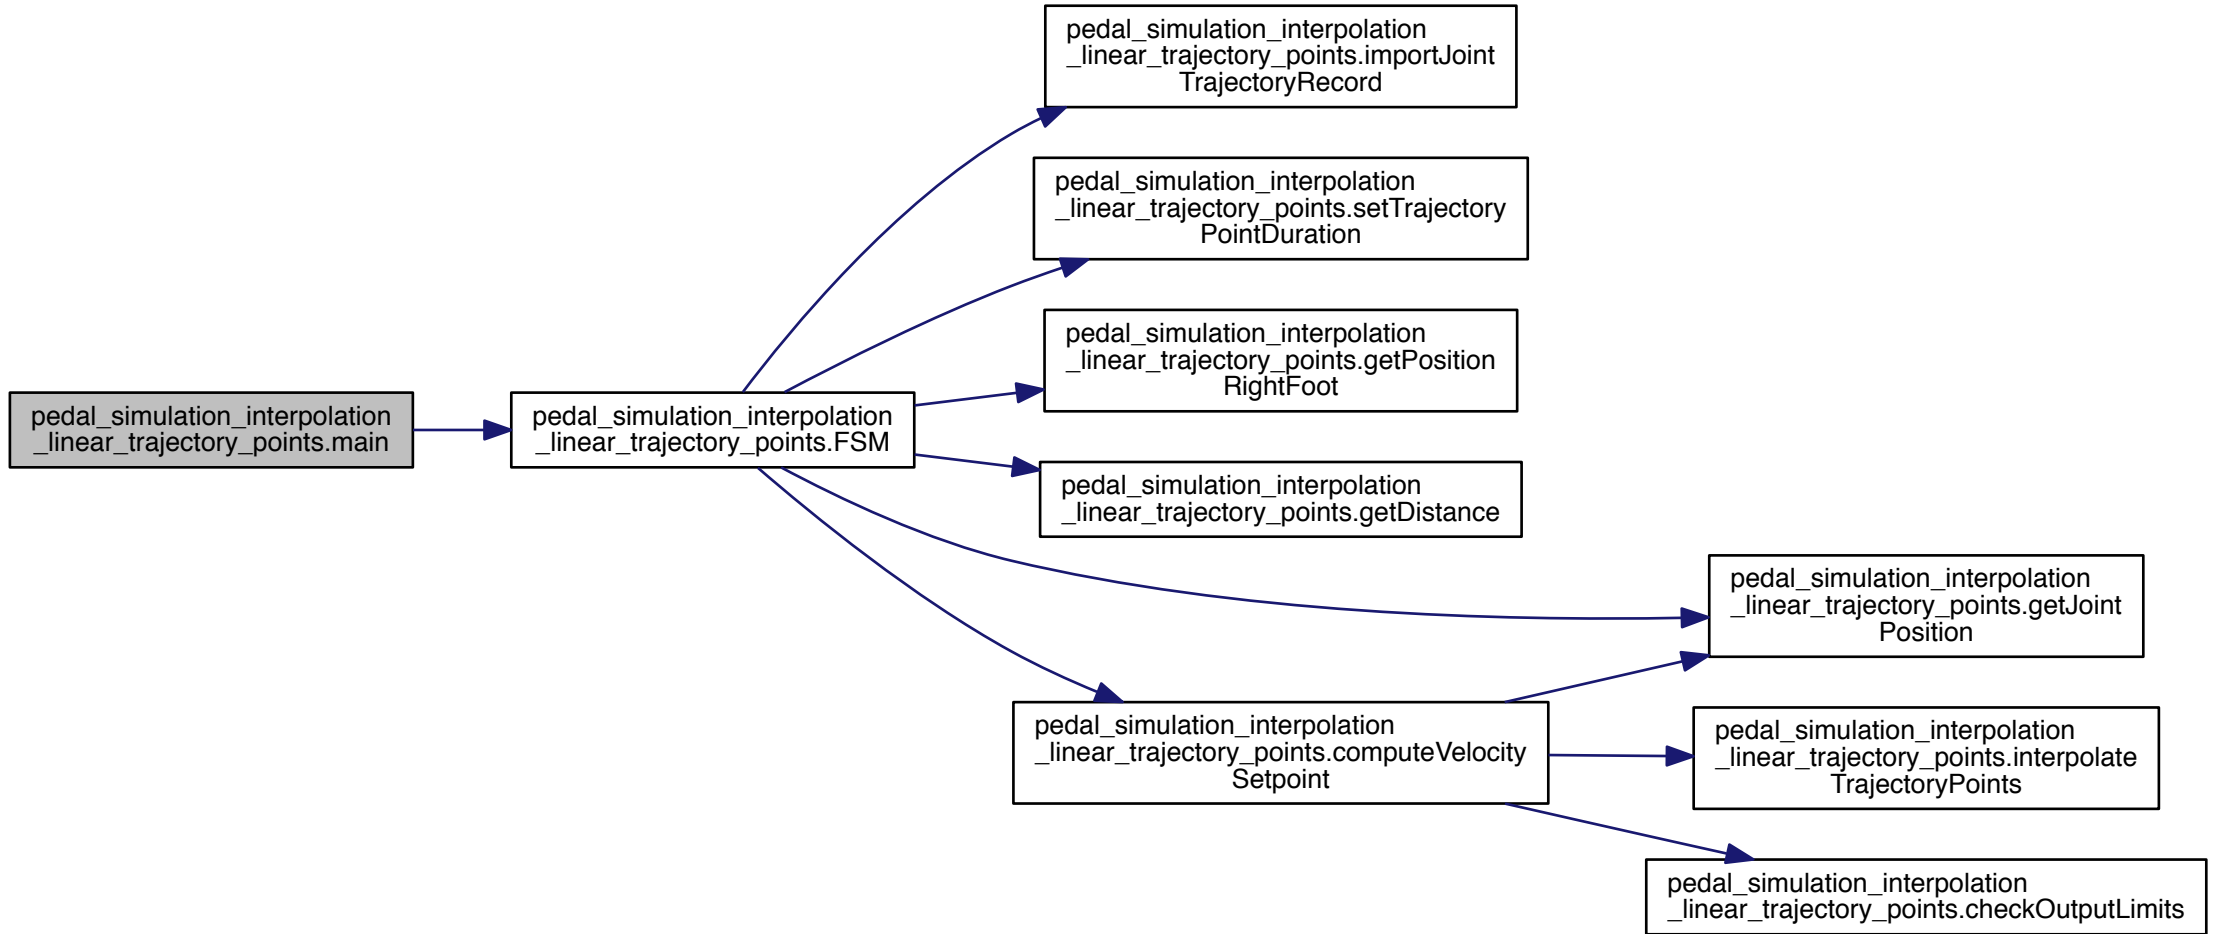 pedal_simulation_interpolation
_linear_trajectory_points.importJoint
TrajectoryRecord
pedal_simulation_interpolation
_linear_trajectory_points.setTrajectory
PointDuration
pedal_simulation_interpolation
_linear_trajectory_points.getPosition
RightFoot
pedal_simulation_interpolation
_linear_trajectory_points.main
pedal_simulation_interpolation
_linear_trajectory_points.FSM
pedal_simulation_interpolation
_linear_trajectory_points.getDistance
pedal_simulation_interpolation
_linear_trajectory_points.getJoint
Position
pedal_simulation_interpolation
_linear_trajectory_points.computeVelocity
Setpoint
pedal_simulation_interpolation
_linear_trajectory_points.interpolate
TrajectoryPoints
pedal_simulation_interpolation
_linear_trajectory_points.checkOutputLimits